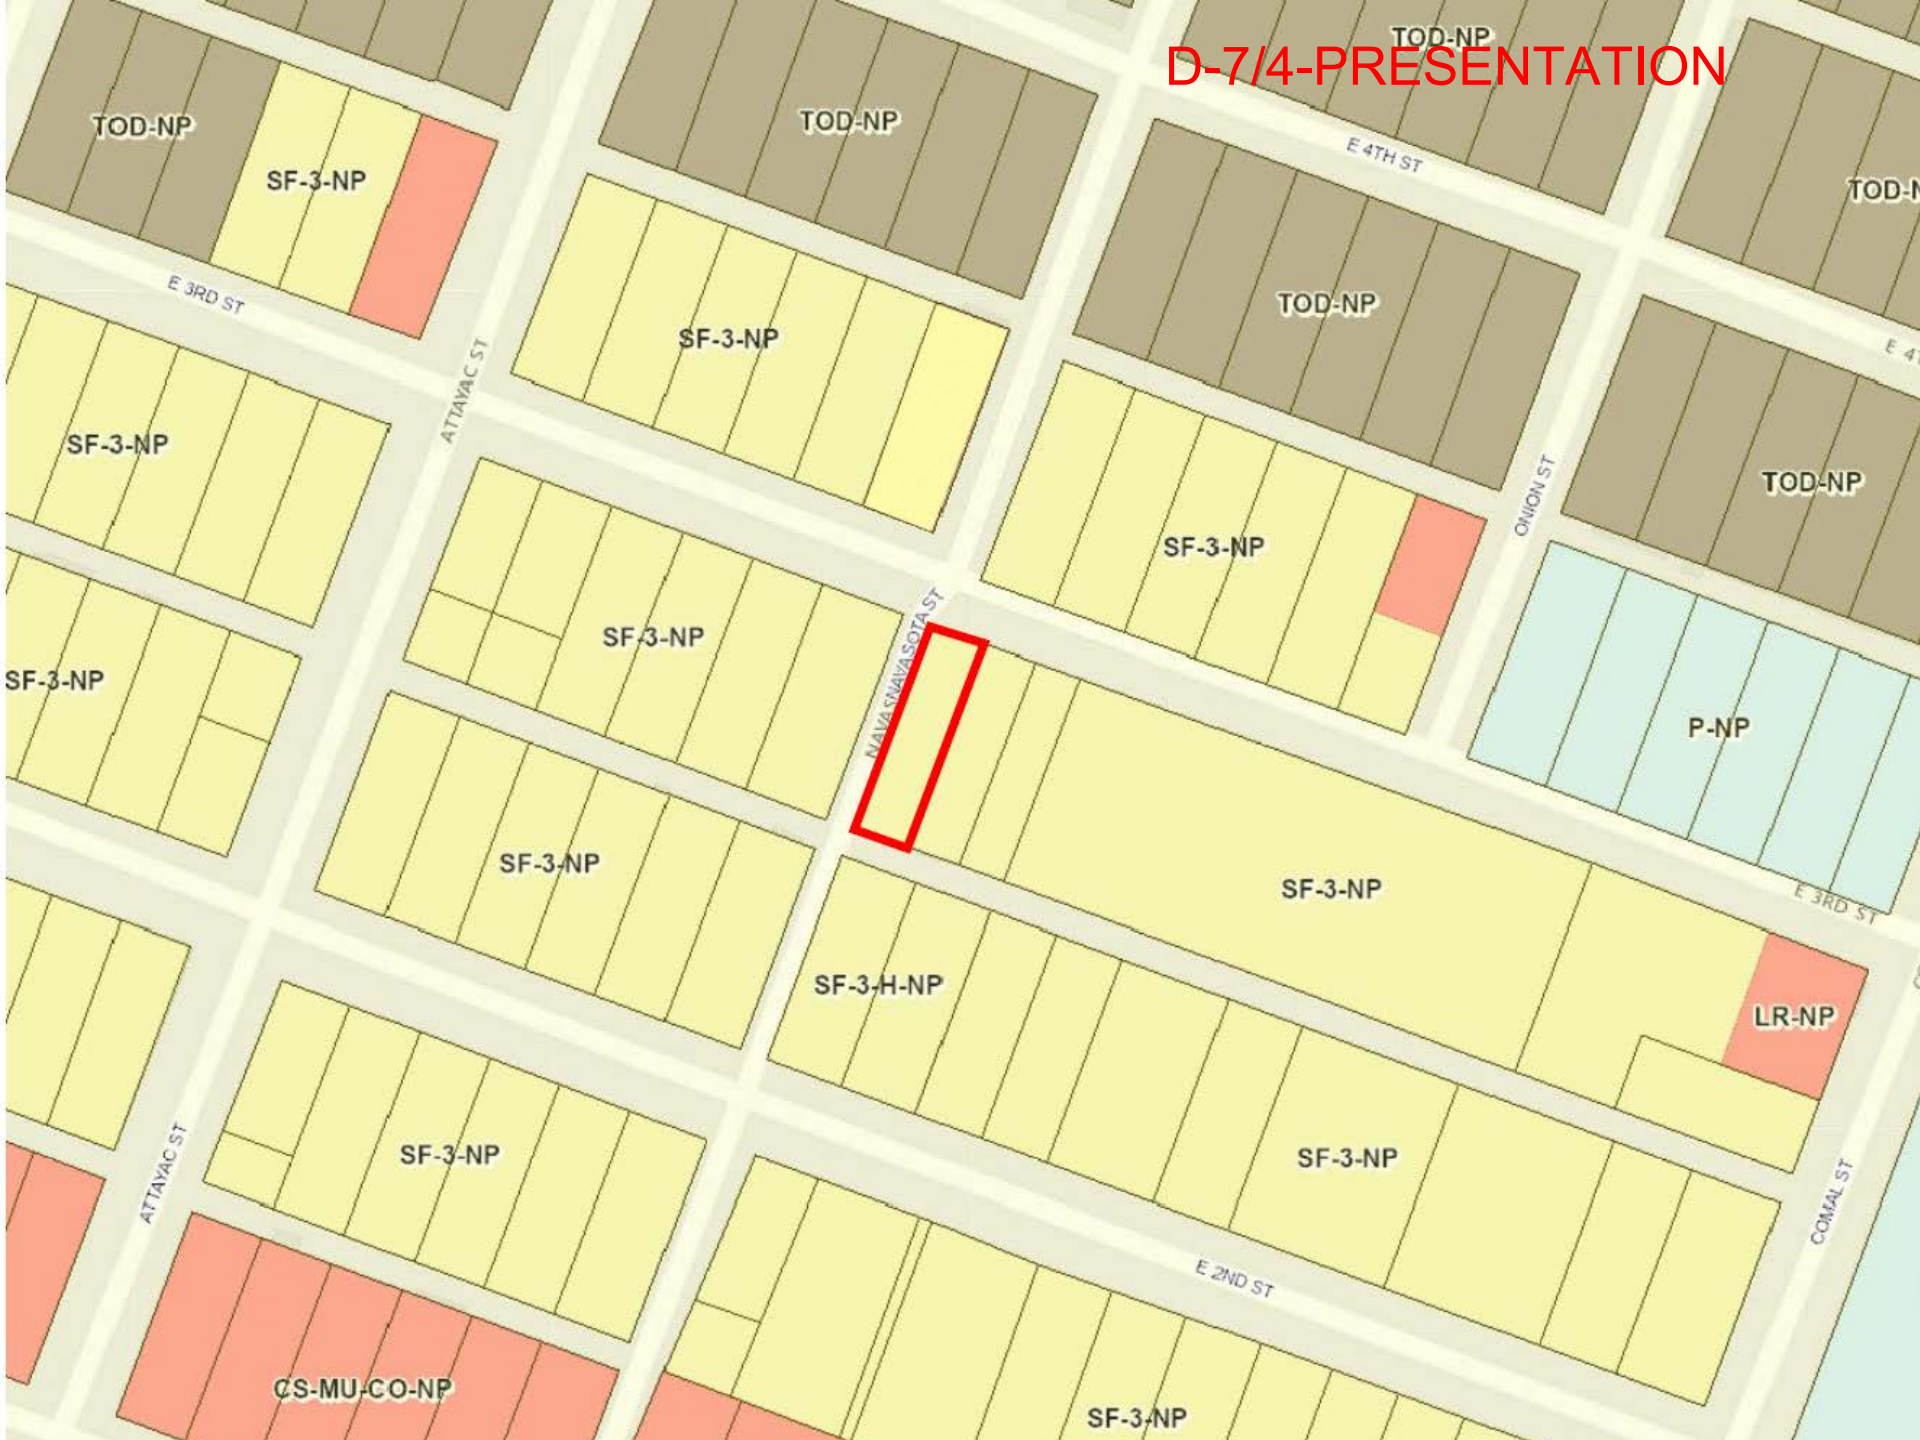 TOD-NP
D-7/4-PRESENTATION
TOD-NP
TOD-NP
E 4TH ST
SF-3-NP
TOD-N
E 3RD ST
TOD-NP
SF-3-NP
E 4T
ATTAYAC ST
SF-3-NP
TOD-NP
ONION ST
SF-3-NP
SF-3-NP
NAVASNAVASOTA ST
SF-3-NP
P-NP
SF-3-NP
SF-3-NP
E 3RD ST
SF-3-H-NP
LR-NP
SF-3-NP
SF-3-NP
ATTAYAC ST
COMAL ST
E 2ND ST
CS-MU-CO-NP
SF-3-NP